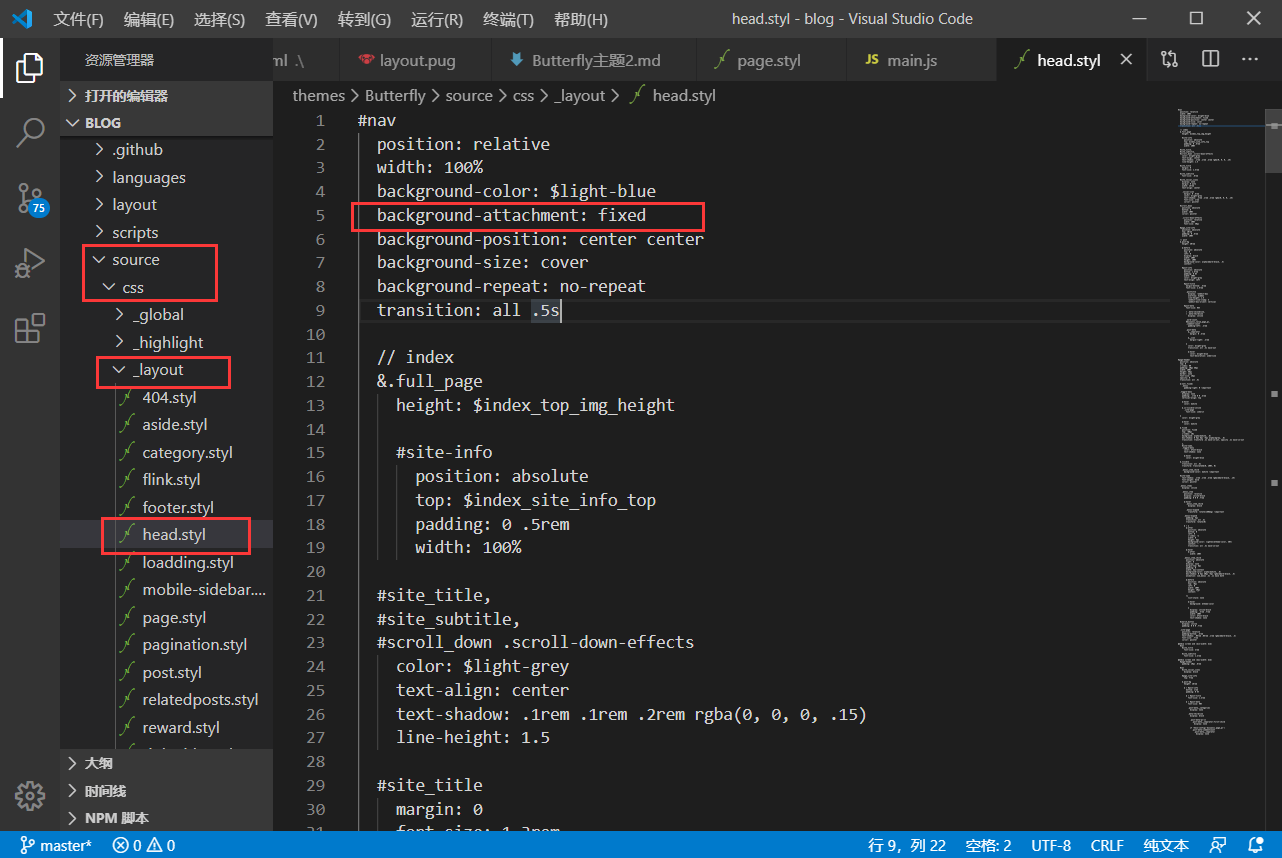 文件(F) 编辑(E) 选择(S) 查看(V) 转到(G) 运行(R) 终端(T) 帮助(H) head.styl - blog - Visual Studio Code
资源管理器
ml .\ layout.pug Butterfly主题2.md page.styl JS main.js head.styl
打开的编辑器
BLOG
.github
languages
layout
scripts
source
css
_global
_highlight
_layout
404.styl
aside.styl
category.styl
flink.styl
footer.styl
head.styl
loadding.styl
mobile-sidebar....
page.styl
pagination.styl
post.styl
relatedposts.styl
reward.styl
大纲
时间线
NPM 脚本
75
themes > Butterfly > source > css > _layout > head.styl
1 #nav
2 position: relative
3 width: 100%
4 background-color: $light-blue
5 background-attachment: fixed
6 background-position: center center
7 background-size: cover
8 background-repeat: no-repeat
9 transition: all .5s
10
11 // index
12 &.full_page
13 height: $index_top_img_height
14
15 #site-info
16 position: absolute
17 top: $index_site_info_top
18 padding: 0 .5rem
19 width: 100%
20
21 #site_title,
22 #site_subtitle,
23 #scroll_down .scroll-down-effects
24 color: $light-grey
25 text-align: center
26 text-shadow: .1rem .1rem .2rem rgba(0, 0, 0, .15)
27 line-height: 1.5
28
29 #site_title
30 margin: 0
master* 0 0 行 9，列 22 空格: 2 UTF-8 CRLF 纯文本